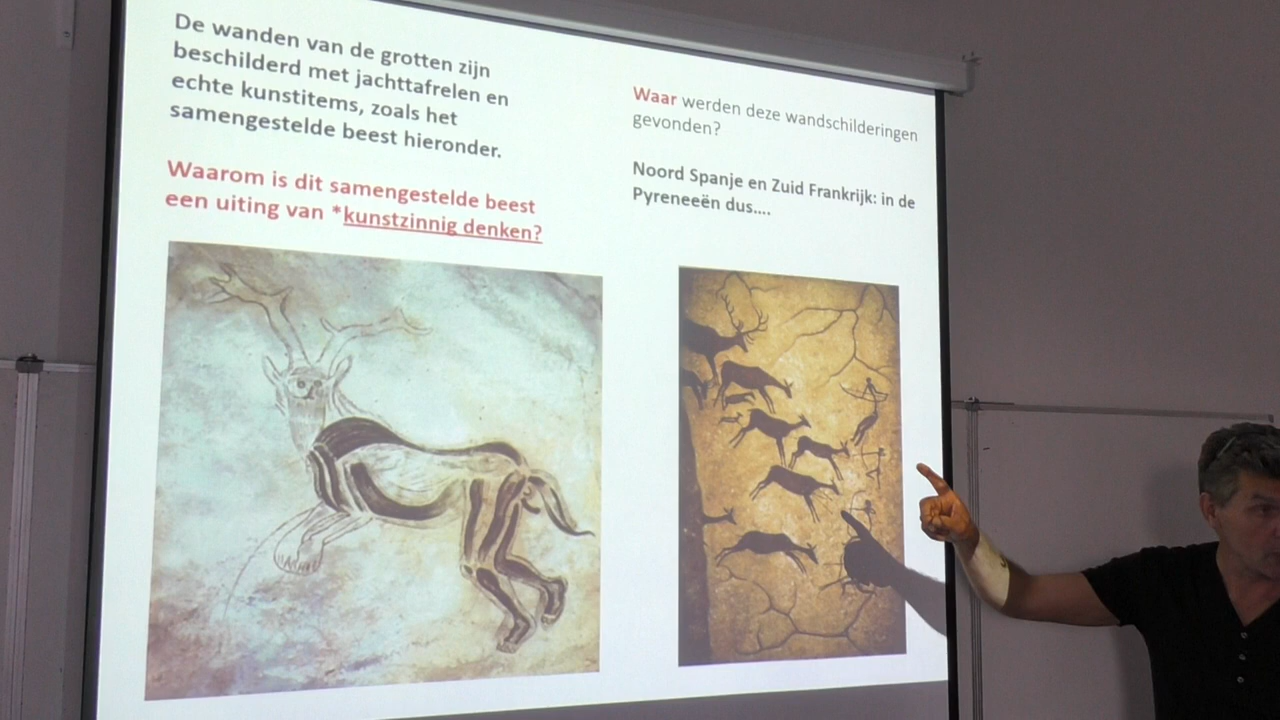 De wanden van de grotten zijn
beschilderd met jachttafrelen en
echte kunstitems, zoals het
samengestelde beest hieronder.
Waarom is dit samengestelde beest
een uiting van *kunstzinnig denken?
Waar werden deze wandschilderingen
gevonden?
Noord Spanje en Zuid Frankrijk: in de
Pyreneeën dus....